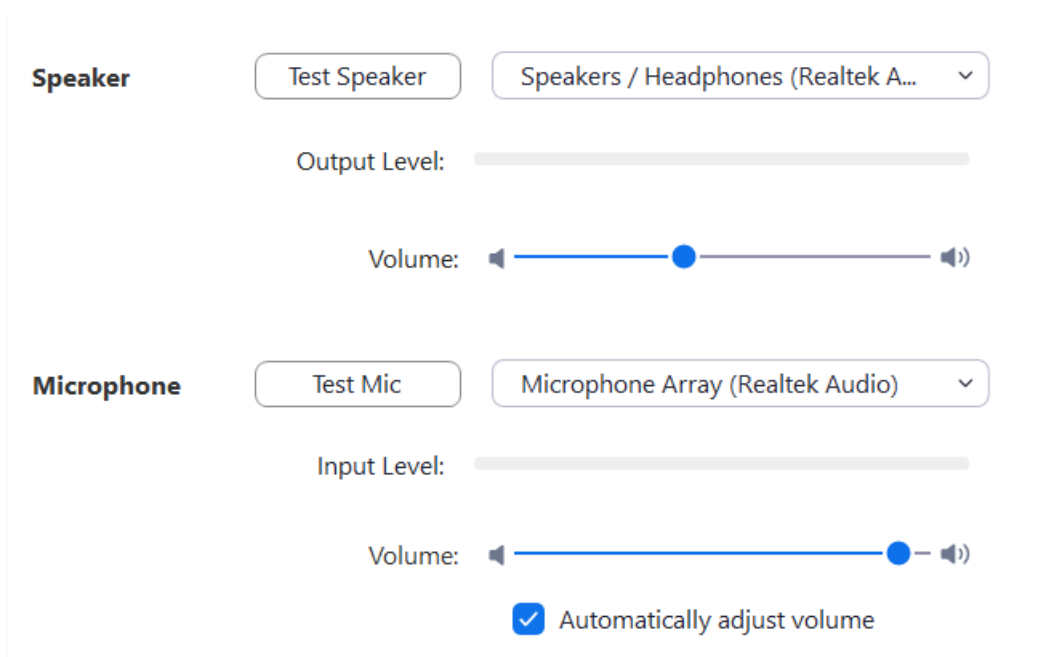 Speaker
Test Speaker
Speakers / Headphones (Realtek A...
Output Level:
Volume:
Microphone
Test Mic
Microphone Array (Realtek Audio)
Input Level:
Volume:
Automatically adjust volume